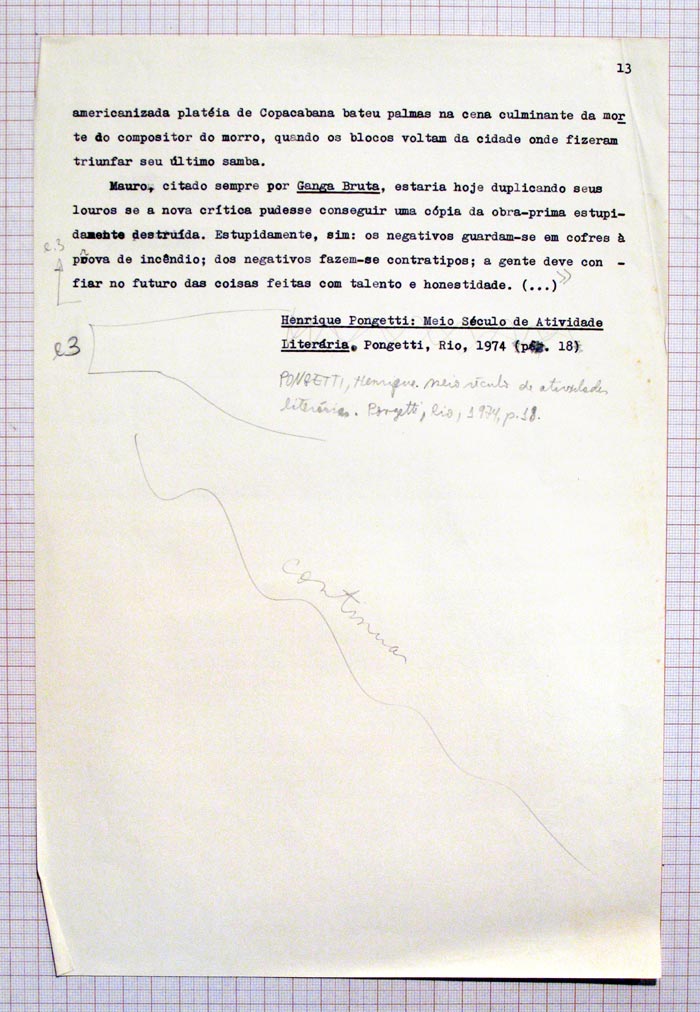 13
americanizada platéia de Copacabana bateu palmas na cena culminante da mor
te do compositor do morro, quando os blocos voltam da cidade onde fizeram
triunfar seu último samba.
Mauro, citado sempre por Ganga Bruta, estaria hoje duplicando seus
louros se a nova crítica pudesse conseguir uma cópia da obra-prima estupi-
damente destruída. Estupidamente, sim: os negativos guardam-se em cofres à
e.3
prova de incêndio; dos negativos fazem-se contratipos; a gente deve con -
fiar no futuro das coisas feitas com talento e honestidade. (...)»
Henrique Pongetti: Meio Século de Atividade
e3
Literária. Pongetti, Rio, 1974 (pág. 18)
PONGETTI, Henrique. Meio século de atividades
literárias. Pongetti, Rio, 1974, p.18.
continua